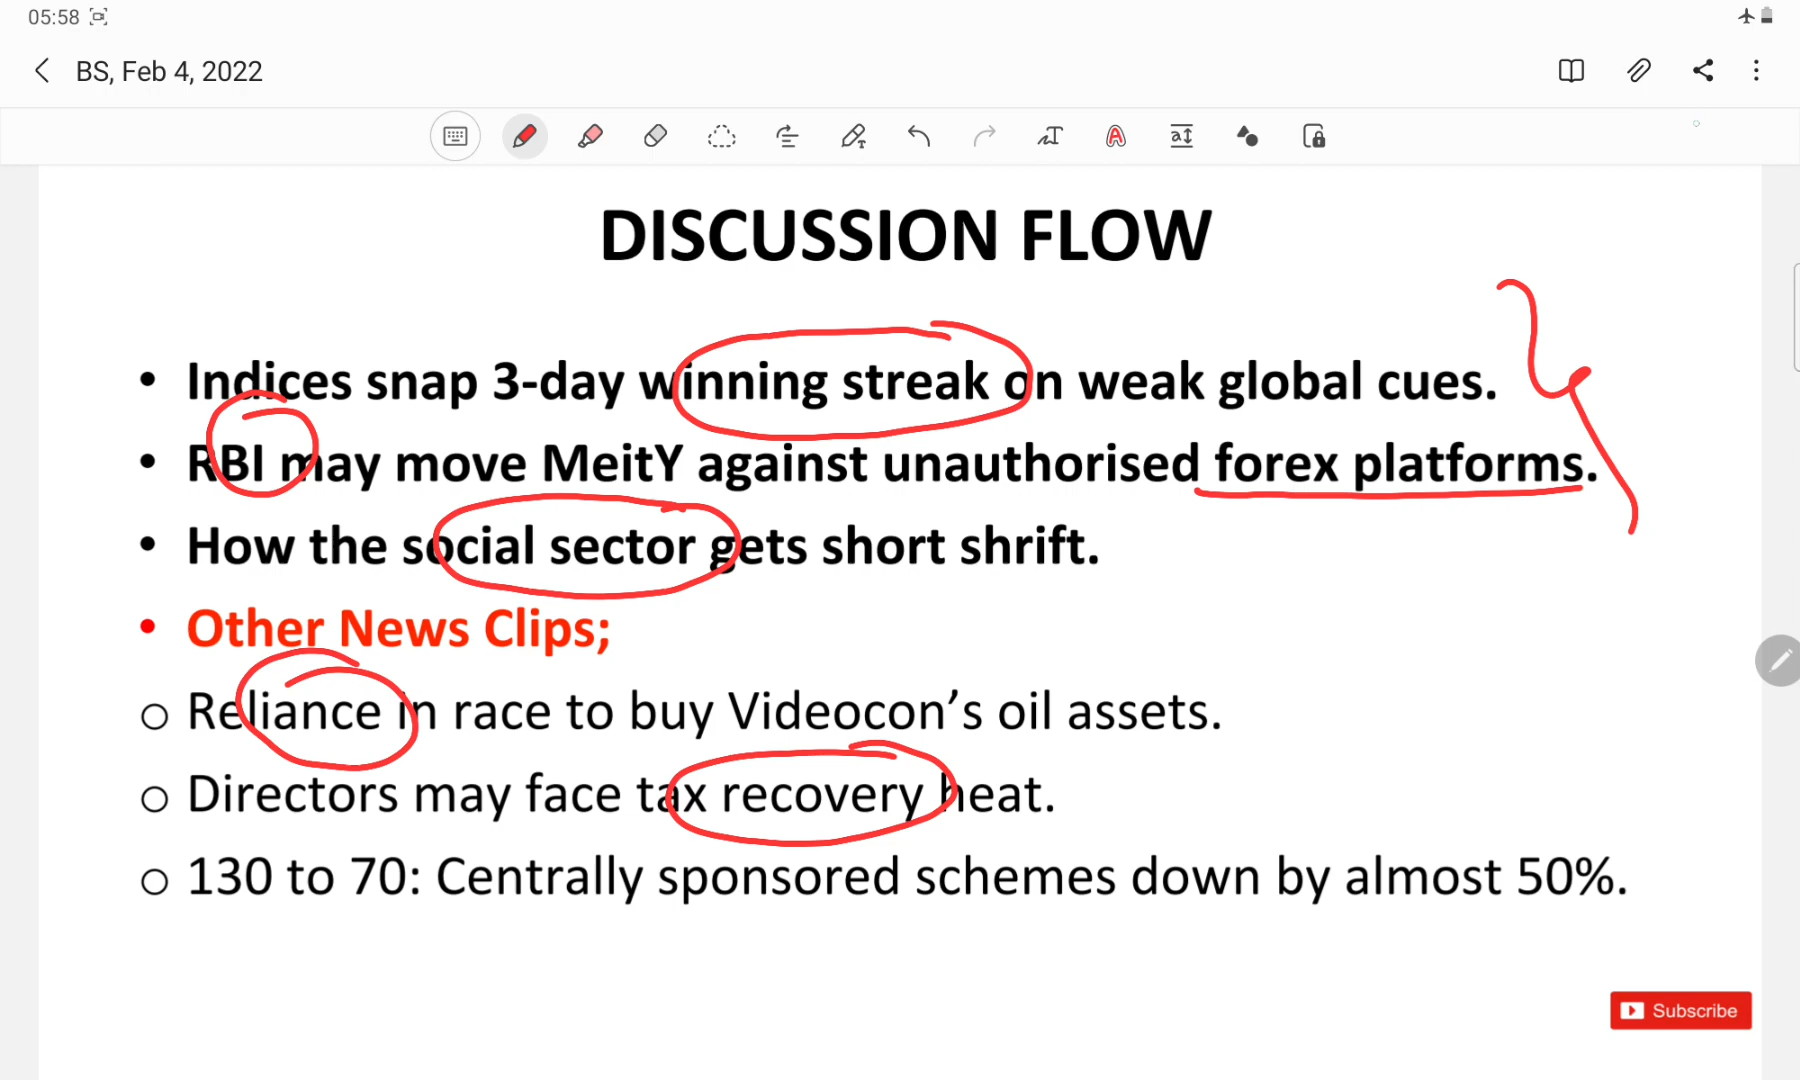 05:58
BS, Feb 4, 2022
DISCUSSION FLOW
• Indices snap 3-day winning streak on weak global cues.
• RBI may move MeitY against unauthorised forex platforms.
• How the social sector gets short shrift.
• Other News Clips;
o Reliance in race to buy Videocon’s oil assets.
o Directors may face tax recovery heat.
o 130 to 70: Centrally sponsored schemes down by almost 50%.
Subscribe